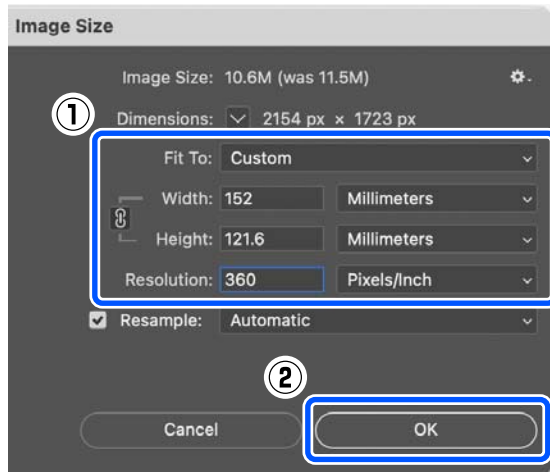 Image Size
Image Size: 10.6M (was 11.5M)
①
Dimensions: 2154 px × 1723 px
Fit To: Custom
Width: 152 Millimeters
Height: 121.6 Millimeters
Resolution: 360 Pixels/Inch
Resample: Automatic
②
Cancel OK